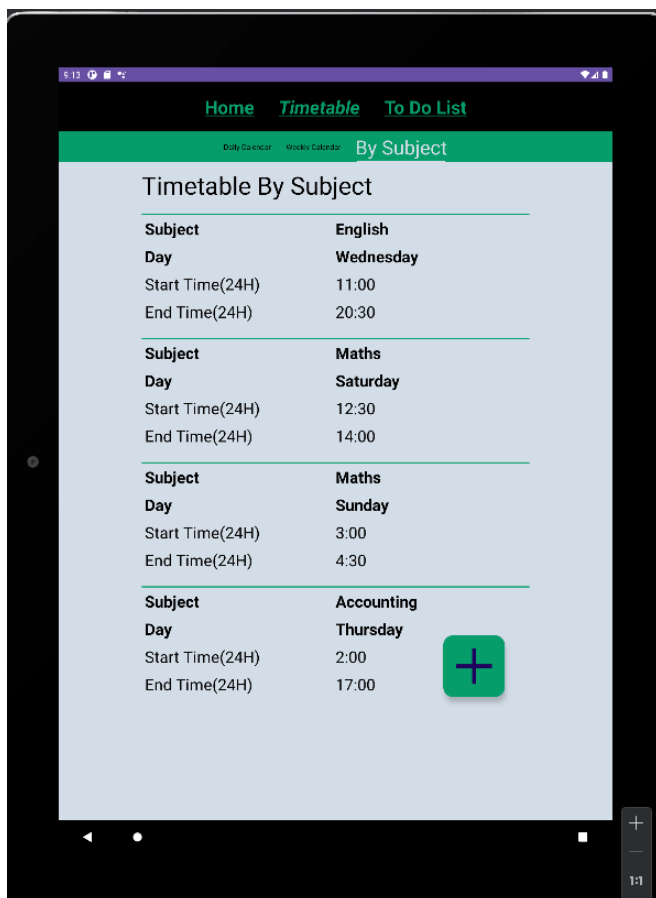 9:13
Home Timetable To Do List
Daily Calendar Weekly Calendar By Subject
Timetable By Subject
Subject English
Day Wednesday
Start Time(24H) 11:00
End Time(24H) 20:30
Subject Maths
Day Saturday
Start Time(24H) 12:30
End Time(24H) 14:00
Subject Maths
Day Sunday
Start Time(24H) 3:00
End Time(24H) 4:30
Subject Accounting
Day Thursday
Start Time(24H) 2:00
End Time(24H) 17:00
1:1